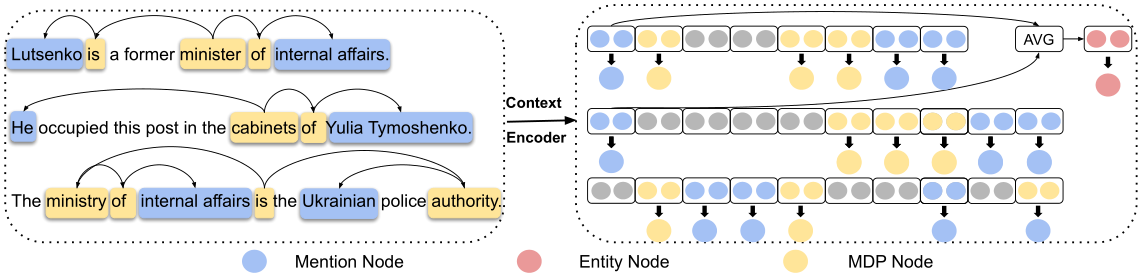 Lutsenko is a former minister of internal affairs.
He occupied this post in the cabinets of Yulia Tymoshenko.
The ministry of internal affairs is the Ukrainian police authority.
Context
Encoder
AVG
Mention Node
Entity Node
MDP Node